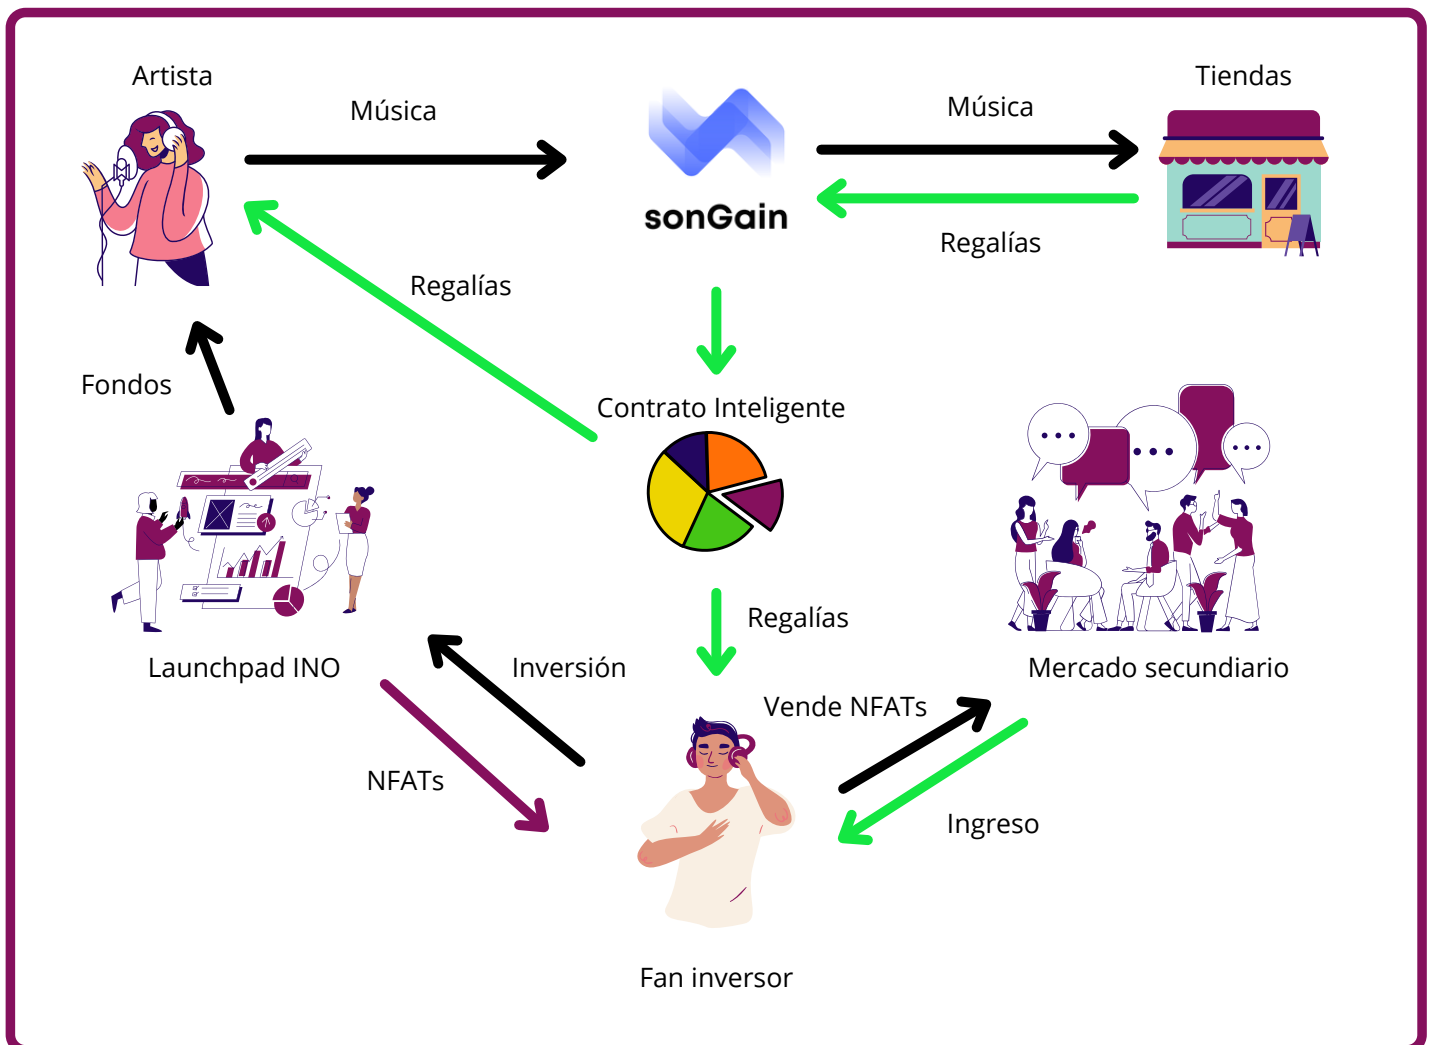 Artista
Música
Música
Tiendas
sonGain
Regalías
Regalías
Fondos
Contrato Inteligente
Regalías
Launchpad INO
Inversión
Mercado secundiario
Vende NFATs
NFATs
Ingreso
Fan inversor